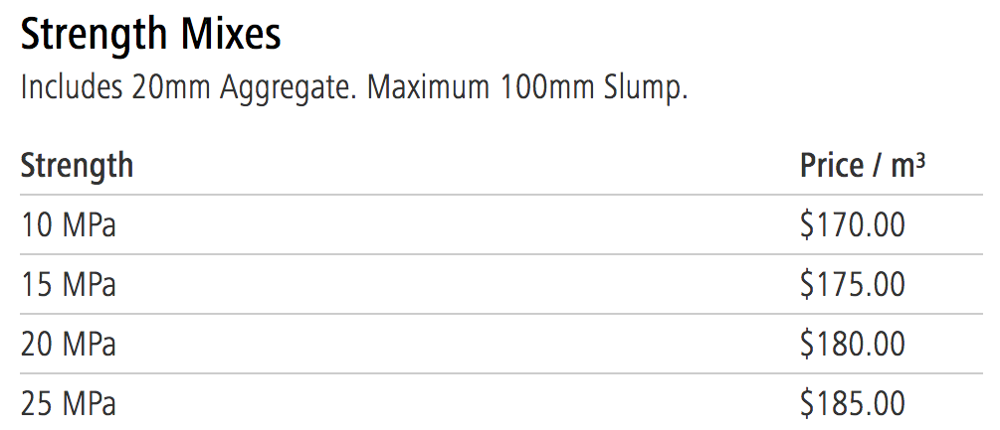 Strength Mixes
Includes 20mm Aggregate. Maximum 100mm Slump.
Strength Price / m³
10 MPa $170.00
15 MPa $175.00
20 MPa $180.00
25 MPa $185.00